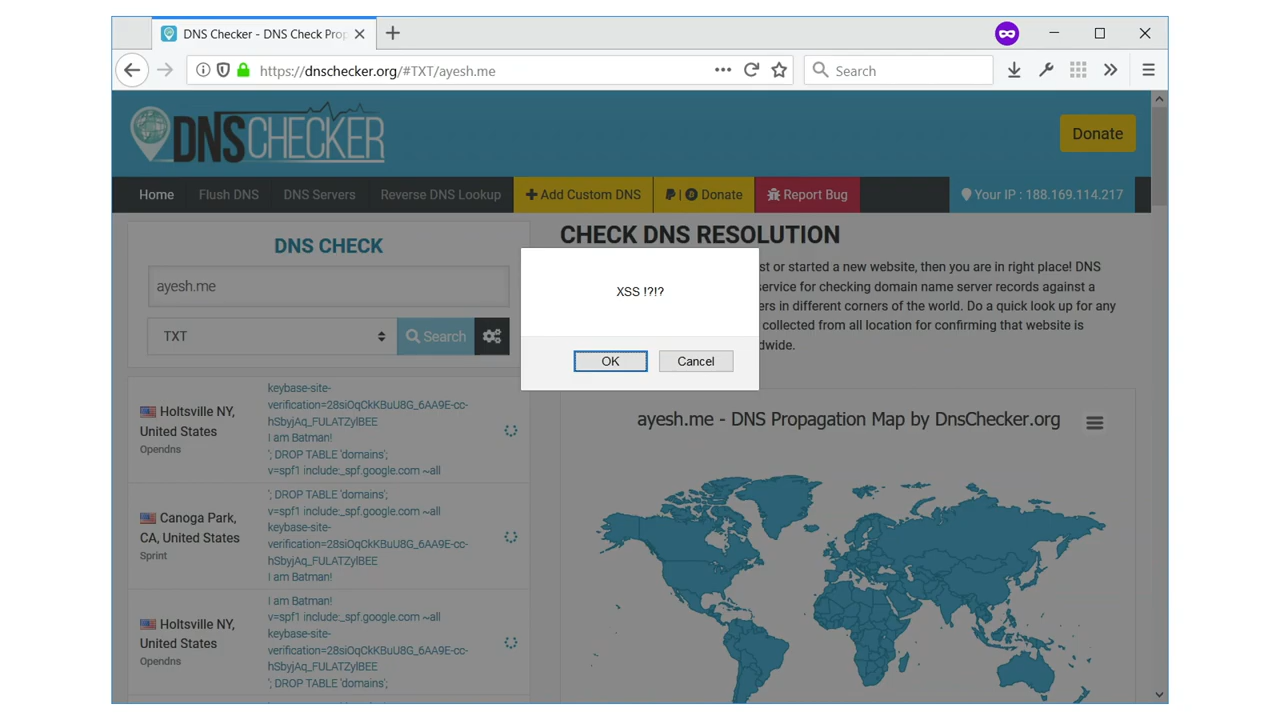 DNS Checker - DNS Check Prop
https://dnschecker.org/#TXT/ayesh.me
Search
DNSCHECKER
Donate
Home
Flush DNS
DNS Servers
Reverse DNS Lookup
Add Custom DNS
| Donate
Report Bug
Your IP : 188.169.114.217
DNS CHECK
ayesh.me
TXT
Search
Holtsville NY,
United States
Opendns
keybase-site-
verification=28siOqCkKBuU8G_6AA9E-cc-
hSbyjAq_FULATZylBEE
I am Batman!
'; DROP TABLE 'domains';
v=spf1 include:_spf.google.com ~all
Canoga Park,
CA, United States
Sprint
'; DROP TABLE 'domains';
v=spf1 include:_spf.google.com ~all
keybase-site-
verification=28siOqCkKBuU8G_6AA9E-cc-
hSbyjAq_FULATZylBEE
I am Batman!
Holtsville NY,
United States
Opendns
I am Batman!
v=spf1 include:_spf.google.com ~all
keybase-site-
verification=28siOqCkKBuU8G_6AA9E-cc-
hSbyjAq_FULATZylBEE
'; DROP TABLE 'domains';
CHECK DNS RESOLUTION
st or started a new website, then you are in right place! DNS
service for checking domain name server records against a
ers in different corners of the world. Do a quick look up for any
collected from all location for confirming that website is
dwide.
XSS !?!?
OK
Cancel
ayesh.me - DNS Propagation Map by DnsChecker.org